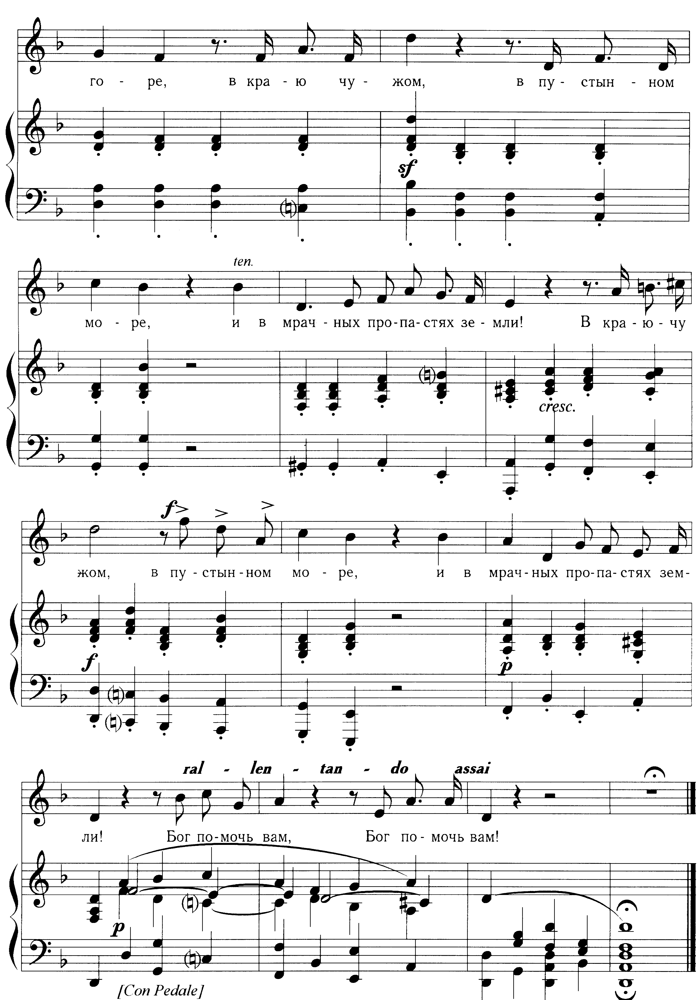 го - ре, в кра - ю чу - жом, в пу - стын - ном
sf
ten.
мо - ре, и в мрач - ных про - па - стях зе - мли! В кра - ю - чу
cresc.
f
жом, в пу - стын - ном мо - ре, и в мрач - ных про - па - стях зем -
f p
ral - len - tan - do assai
ли! Бог по - мочь вам, Бог по - мочь вам!
p
[Con Pedale]